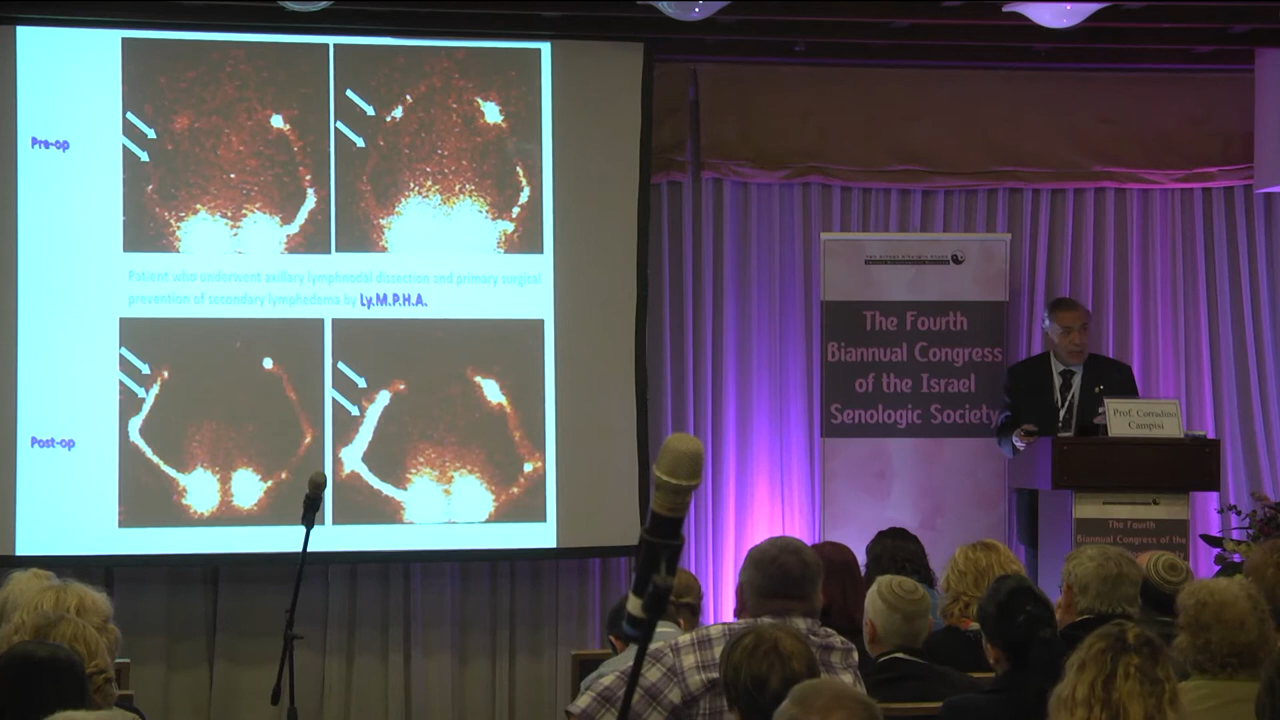 Pre-op
Patient who underwent axillary lymphnodal dissection and primary surgical
prevention of secondary lymphedema by Ly.M.P.H.A.
Post-op
The Fourth
Biannual Congress
of the Israel
Senologic Society
Prof. Corradino
Campisi
The Fourth
Biannual Congress of the